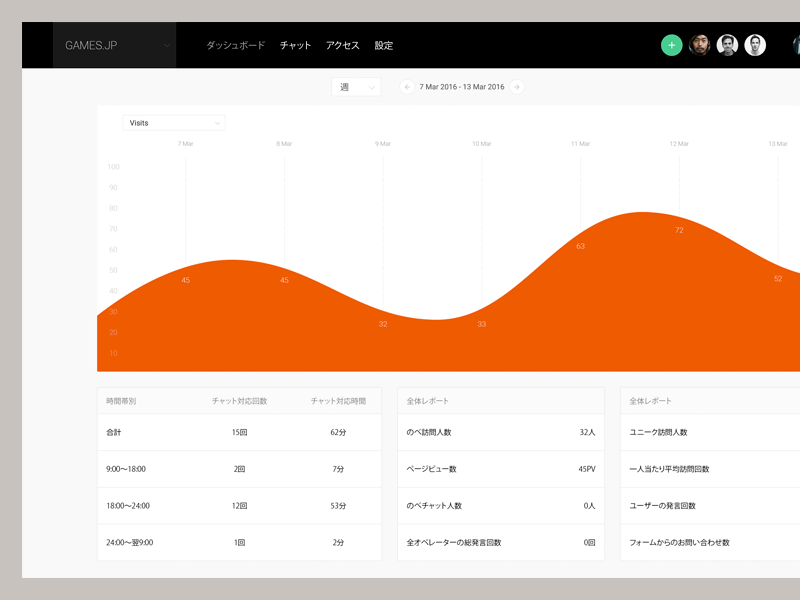 GAMES.JP ダッシュボード チャット アクセス 設定 +
週 7 Mar 2016 - 13 Mar 2016
Visits
7 Mar 8 Mar 9 Mar 10 Mar 11 Mar 12 Mar 13 Mar
100
90
80
70
60
50
40
30
20
10
45 45 32 33 63 72 52
時間帯別 チャット対応回数 チャット対応時間
合計 15回 62分
9:00〜18:00 2回 7分
18:00〜24:00 12回 53分
24:00〜翌9:00 1回 2分
全体レポート
のべ訪問人数 32人
ページビュー数 45PV
のべチャット人数 0人
全オペレーターの総発言回数 0回
全体レポート
ユニーク訪問人数
一人当たり平均訪問回数
ユーザーの発言回数
フォームからのお問い合わせ数